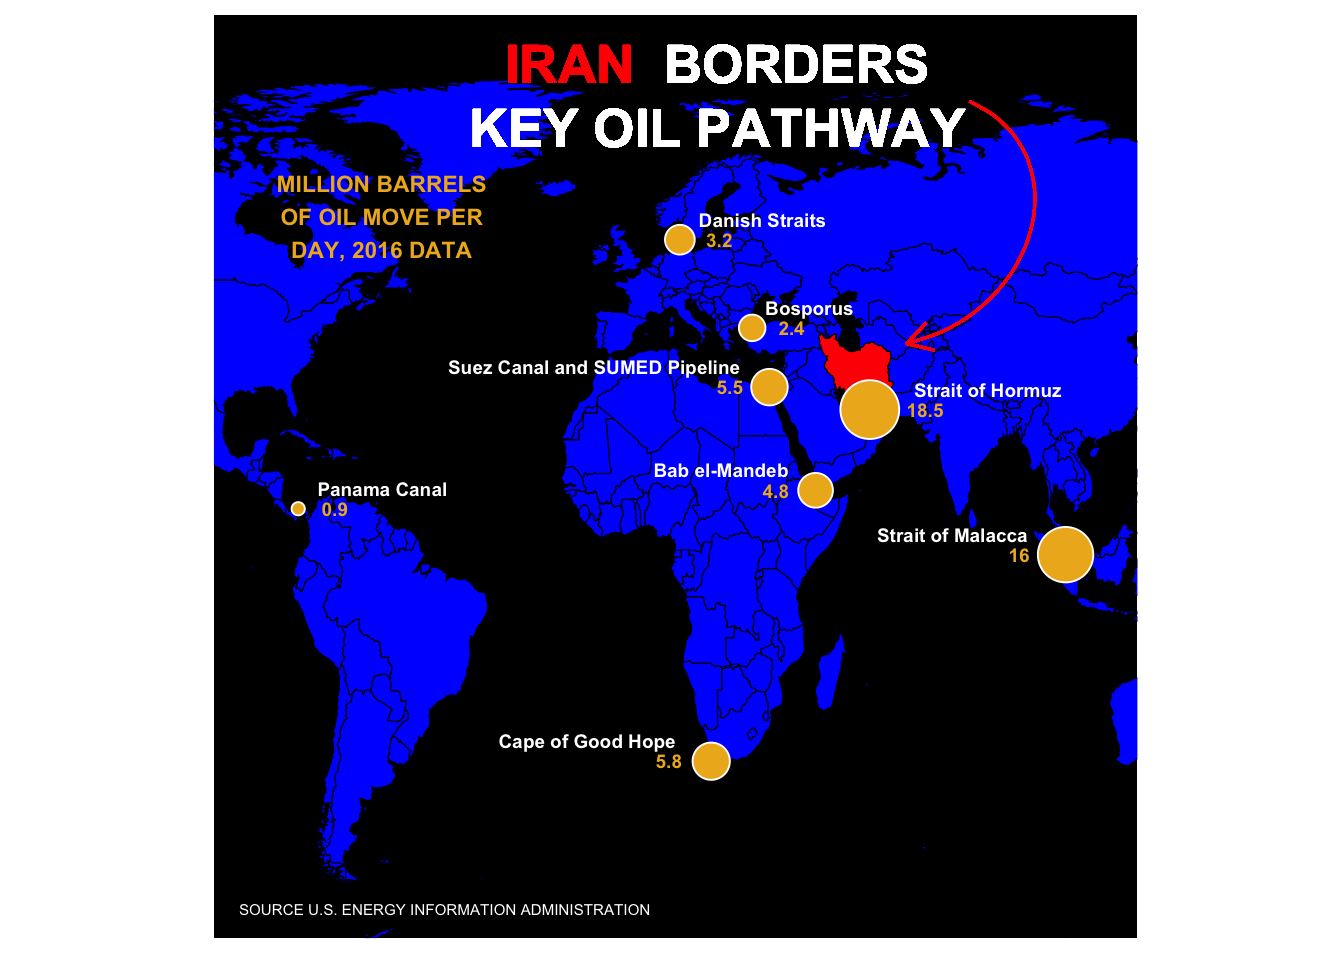 IRAN BORDERS
KEY OIL PATHWAY
MILLION BARRELS
OF OIL MOVE PER
DAY, 2016 DATA
Danish Straits
3.2
Bosporus
2.4
Suez Canal and SUMED Pipeline
5.5
Strait of Hormuz
18.5
Bab el-Mandeb
4.8
Panama Canal
0.9
Strait of Malacca
16
Cape of Good Hope
5.8
SOURCE U.S. ENERGY INFORMATION ADMINISTRATION